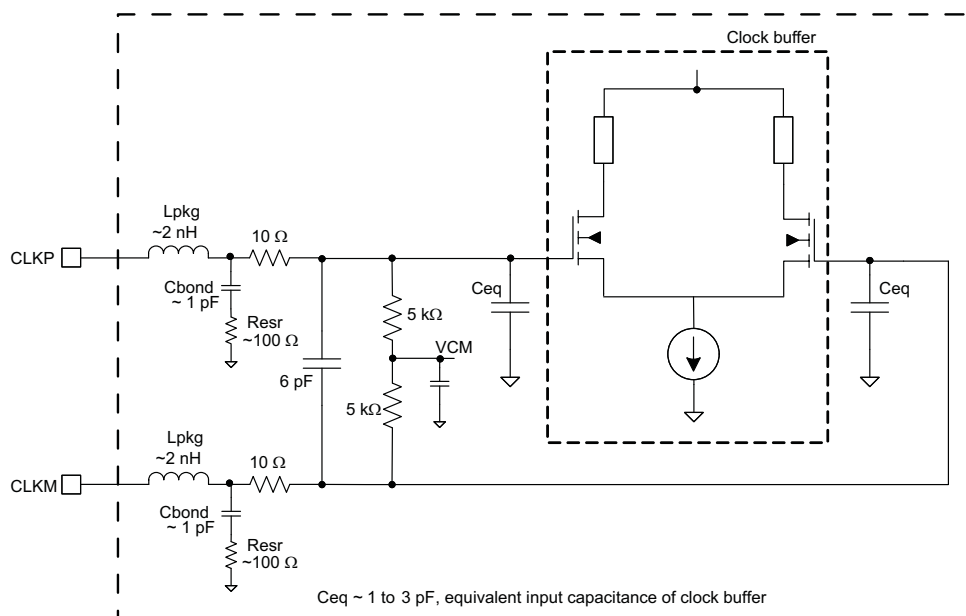 Clock buffer
Lpkg
~2 nH
10 Ω
CLKP
Cbond
~ 1 pF
Resr
~100 Ω
Ceq
Ceq
5 kΩ
VCM
6 pF
5 kΩ
Lpkg
~2 nH
10 Ω
CLKM
Cbond
~ 1 pF
Resr
~100 Ω
Ceq ~ 1 to 3 pF, equivalent input capacitance of clock buffer